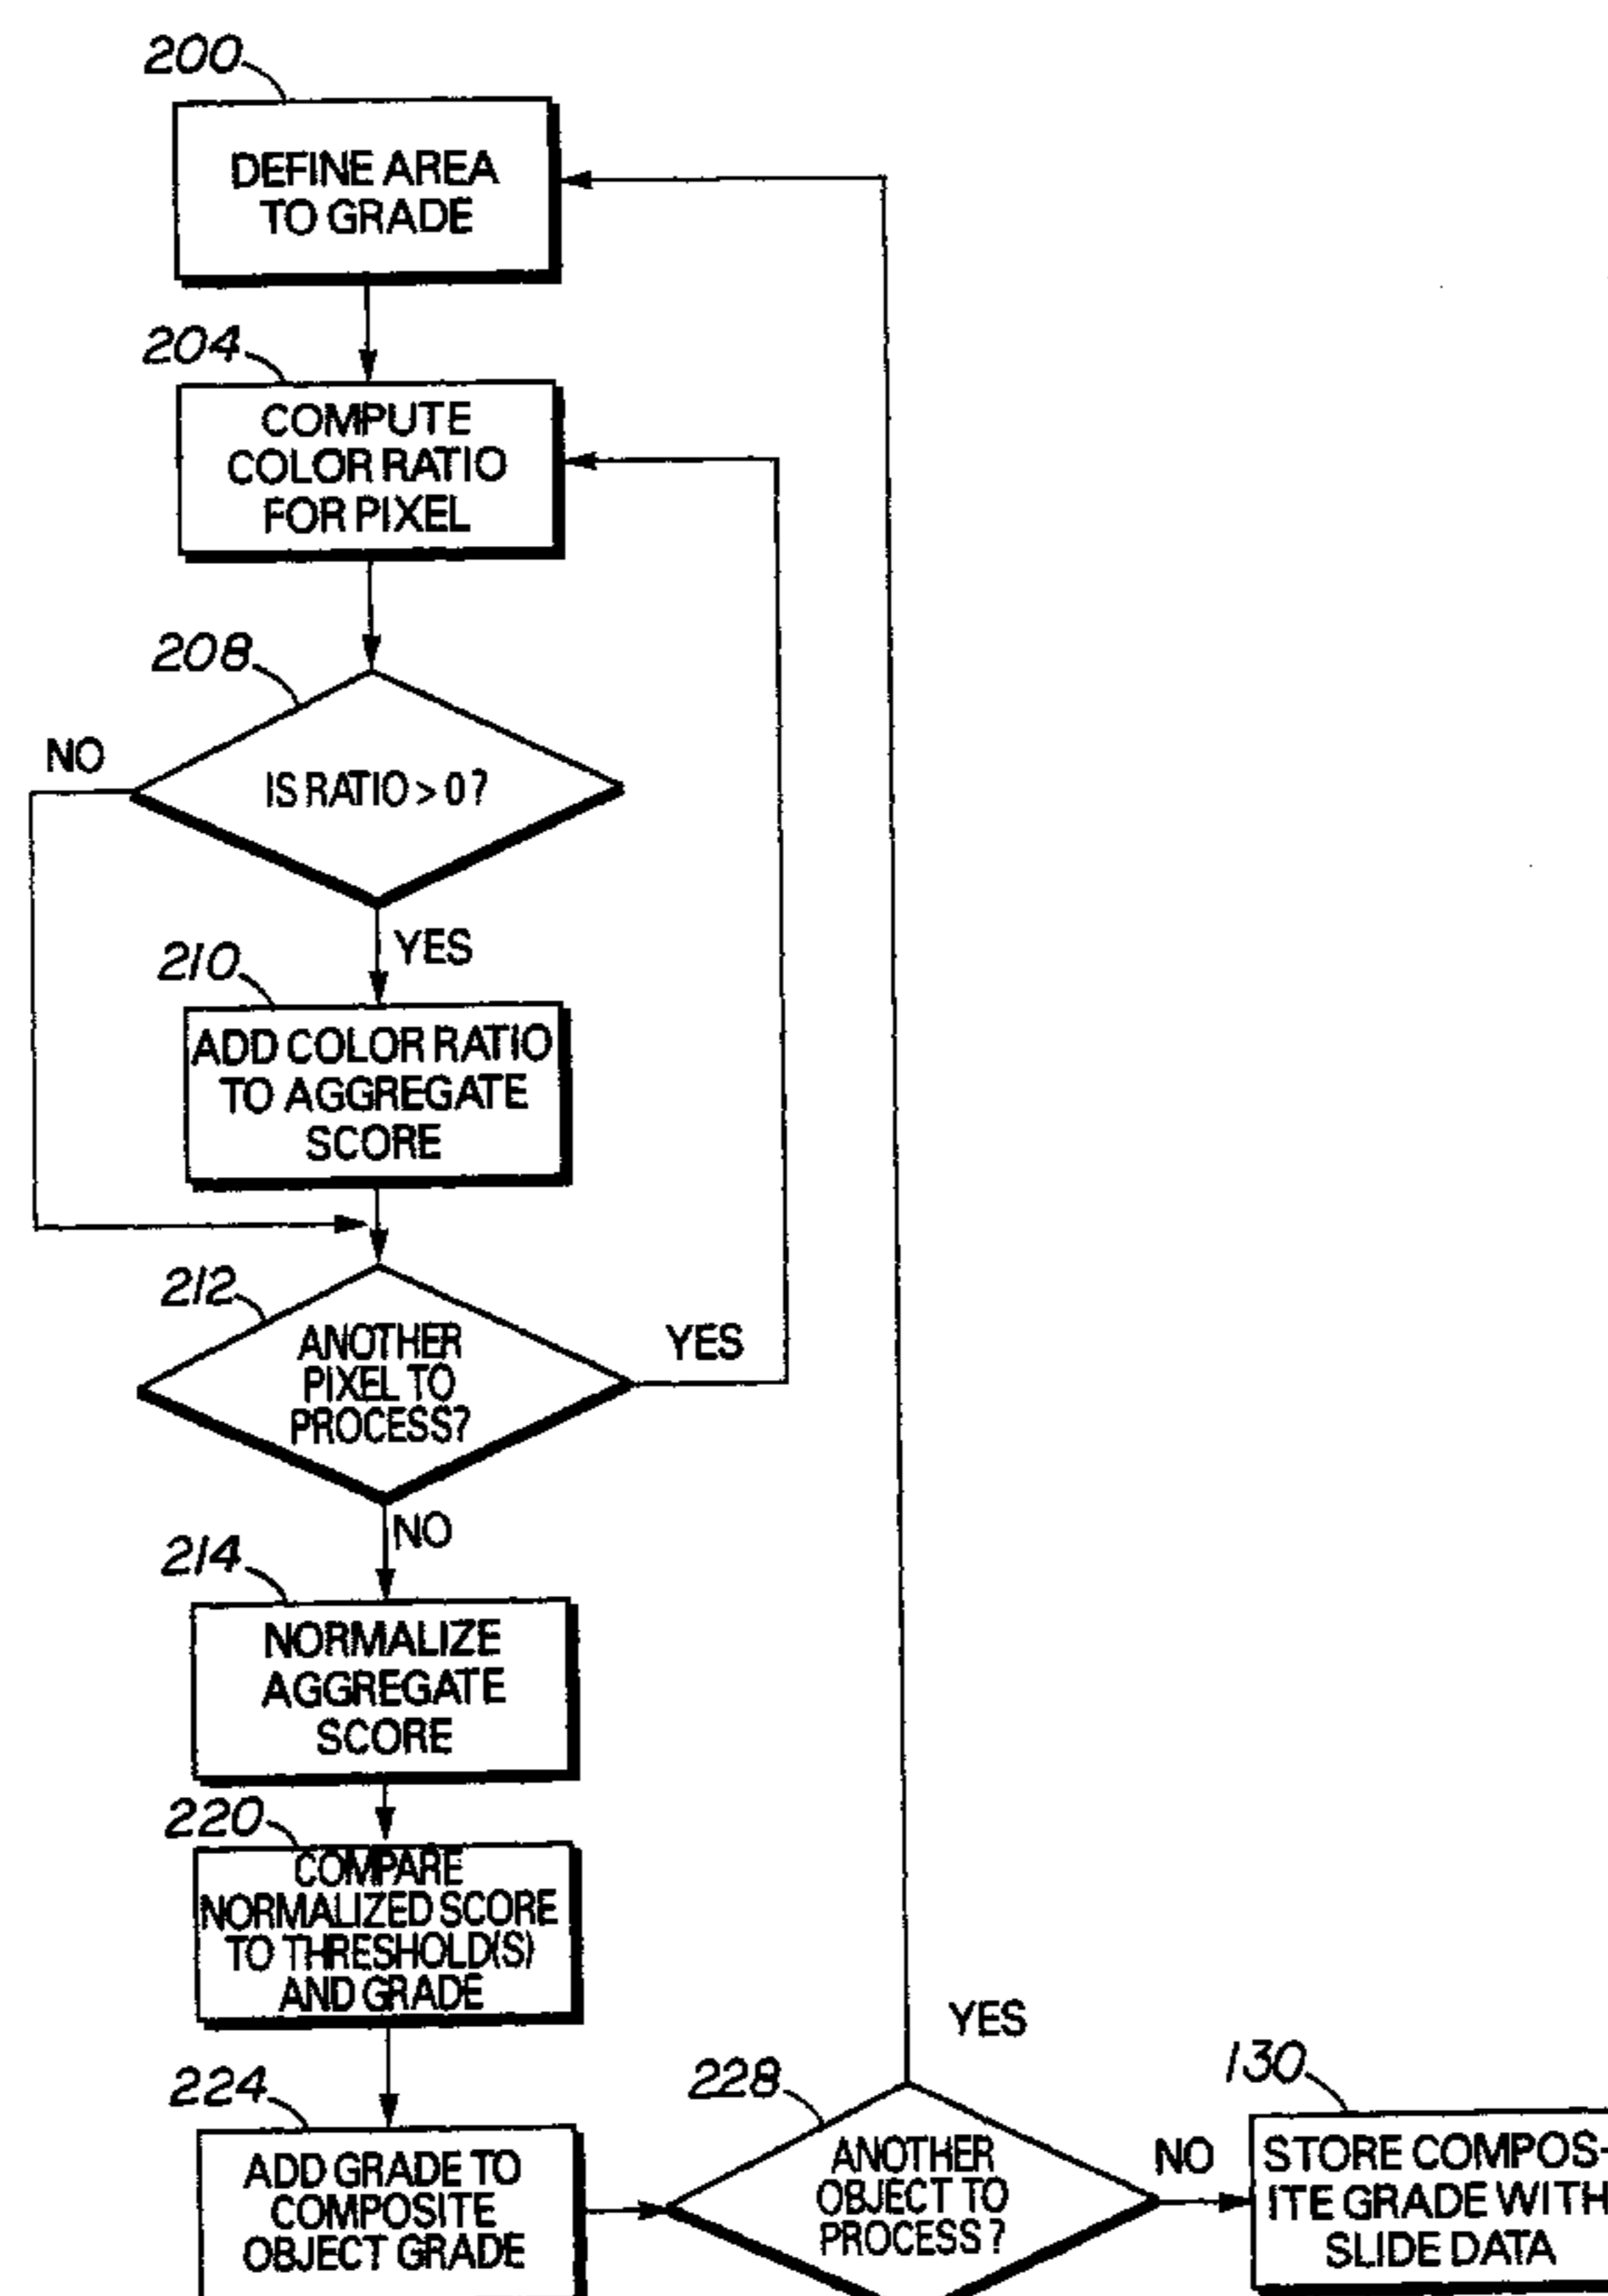 200
DEFINE AREA
TO GRADE
204
COMPUTE
COLOR RATIO
FOR PIXEL
208
NO
IS RATIO > 0?
YES
210
ADD COLOR RATIO
TO AGGREGATE
SCORE
212
ANOTHER
PIXEL TO
PROCESS?
YES
NO
214
NORMALIZE
AGGREGATE
SCORE
220
COMPARE
NORMALIZED SCORE
TO THRESHOLD(S)
AND GRADE
224
ADD GRADE TO
COMPOSITE
OBJECT GRADE
228
YES
ANOTHER
OBJECT TO
PROCESS?
NO
130
STORE COMPOS-
ITE GRADE WITH
SLIDE DATA